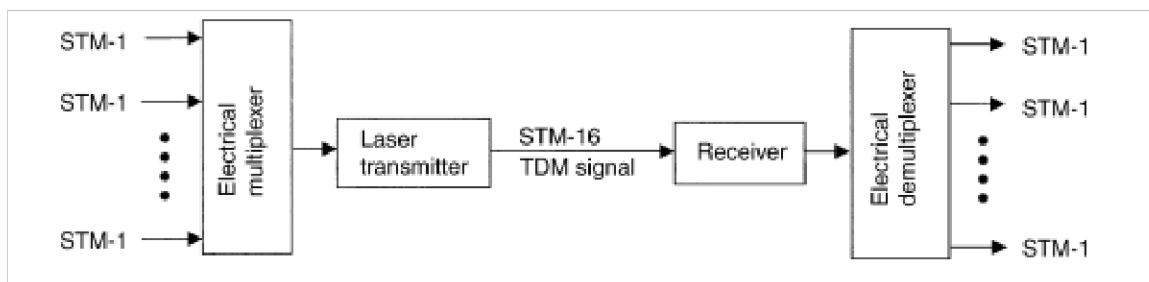 STM-1
STM-1
STM-1
Electrical
multiplexer
Laser
transmitter
STM-16
TDM signal
Receiver
Electrical
demultiplexer
STM-1
STM-1
STM-1